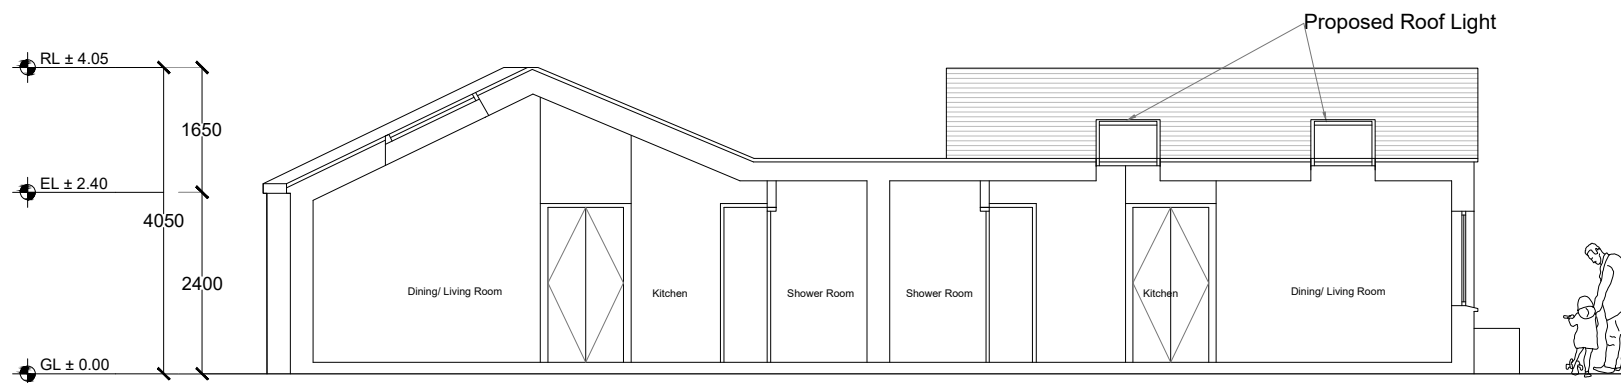 Proposed Roof Light
RL ± 4.05
1650
EL ± 2.40
4050
2400
Dining/ Living Room
Kitchen
Shower Room
Shower Room
Kitchen
Dining/ Living Room
GL ± 0.00